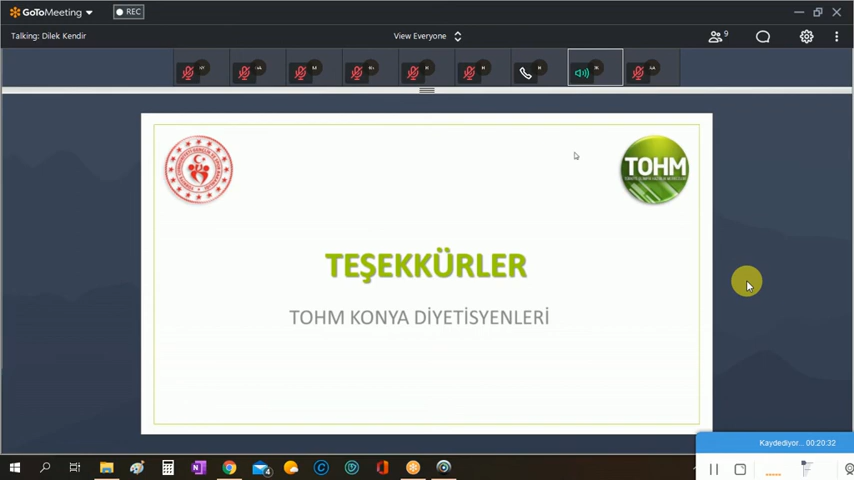 GoToMeeting
REC
Talking: Dilek Kendir
View Everyone
9
TOHM
TEŞEKKÜRLER
TOHM KONYA DİYETİSYENLERİ
Kaydediyor... 00:20:32
4